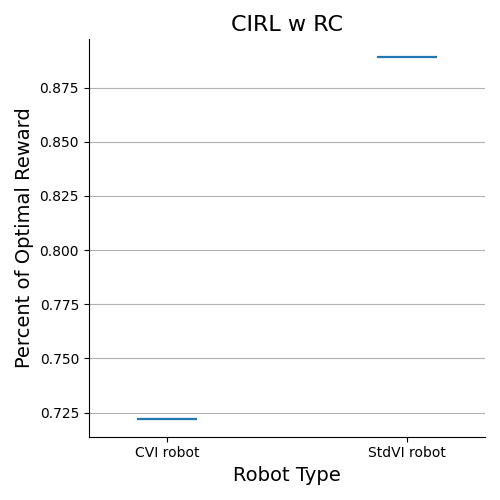 CIRL w RC
Percent of Optimal Reward
0.875
0.850
0.825
0.800
0.775
0.750
0.725
CVI robot
StdVI robot
Robot Type